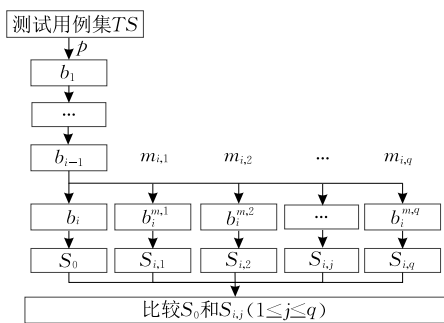 测试用例集TS
p
b₁
...
bᵢ₋₁ mᵢ,₁ mᵢ,₂ ... mᵢ,q
bᵢ bᵢᵐ,¹ bᵢᵐ,² ... bᵢᵐ,q
S₀ Sᵢ,₁ Sᵢ,₂ Sᵢ,ⱼ Sᵢ,q
比较S₀和Sᵢ,ⱼ(1≤j≤q)